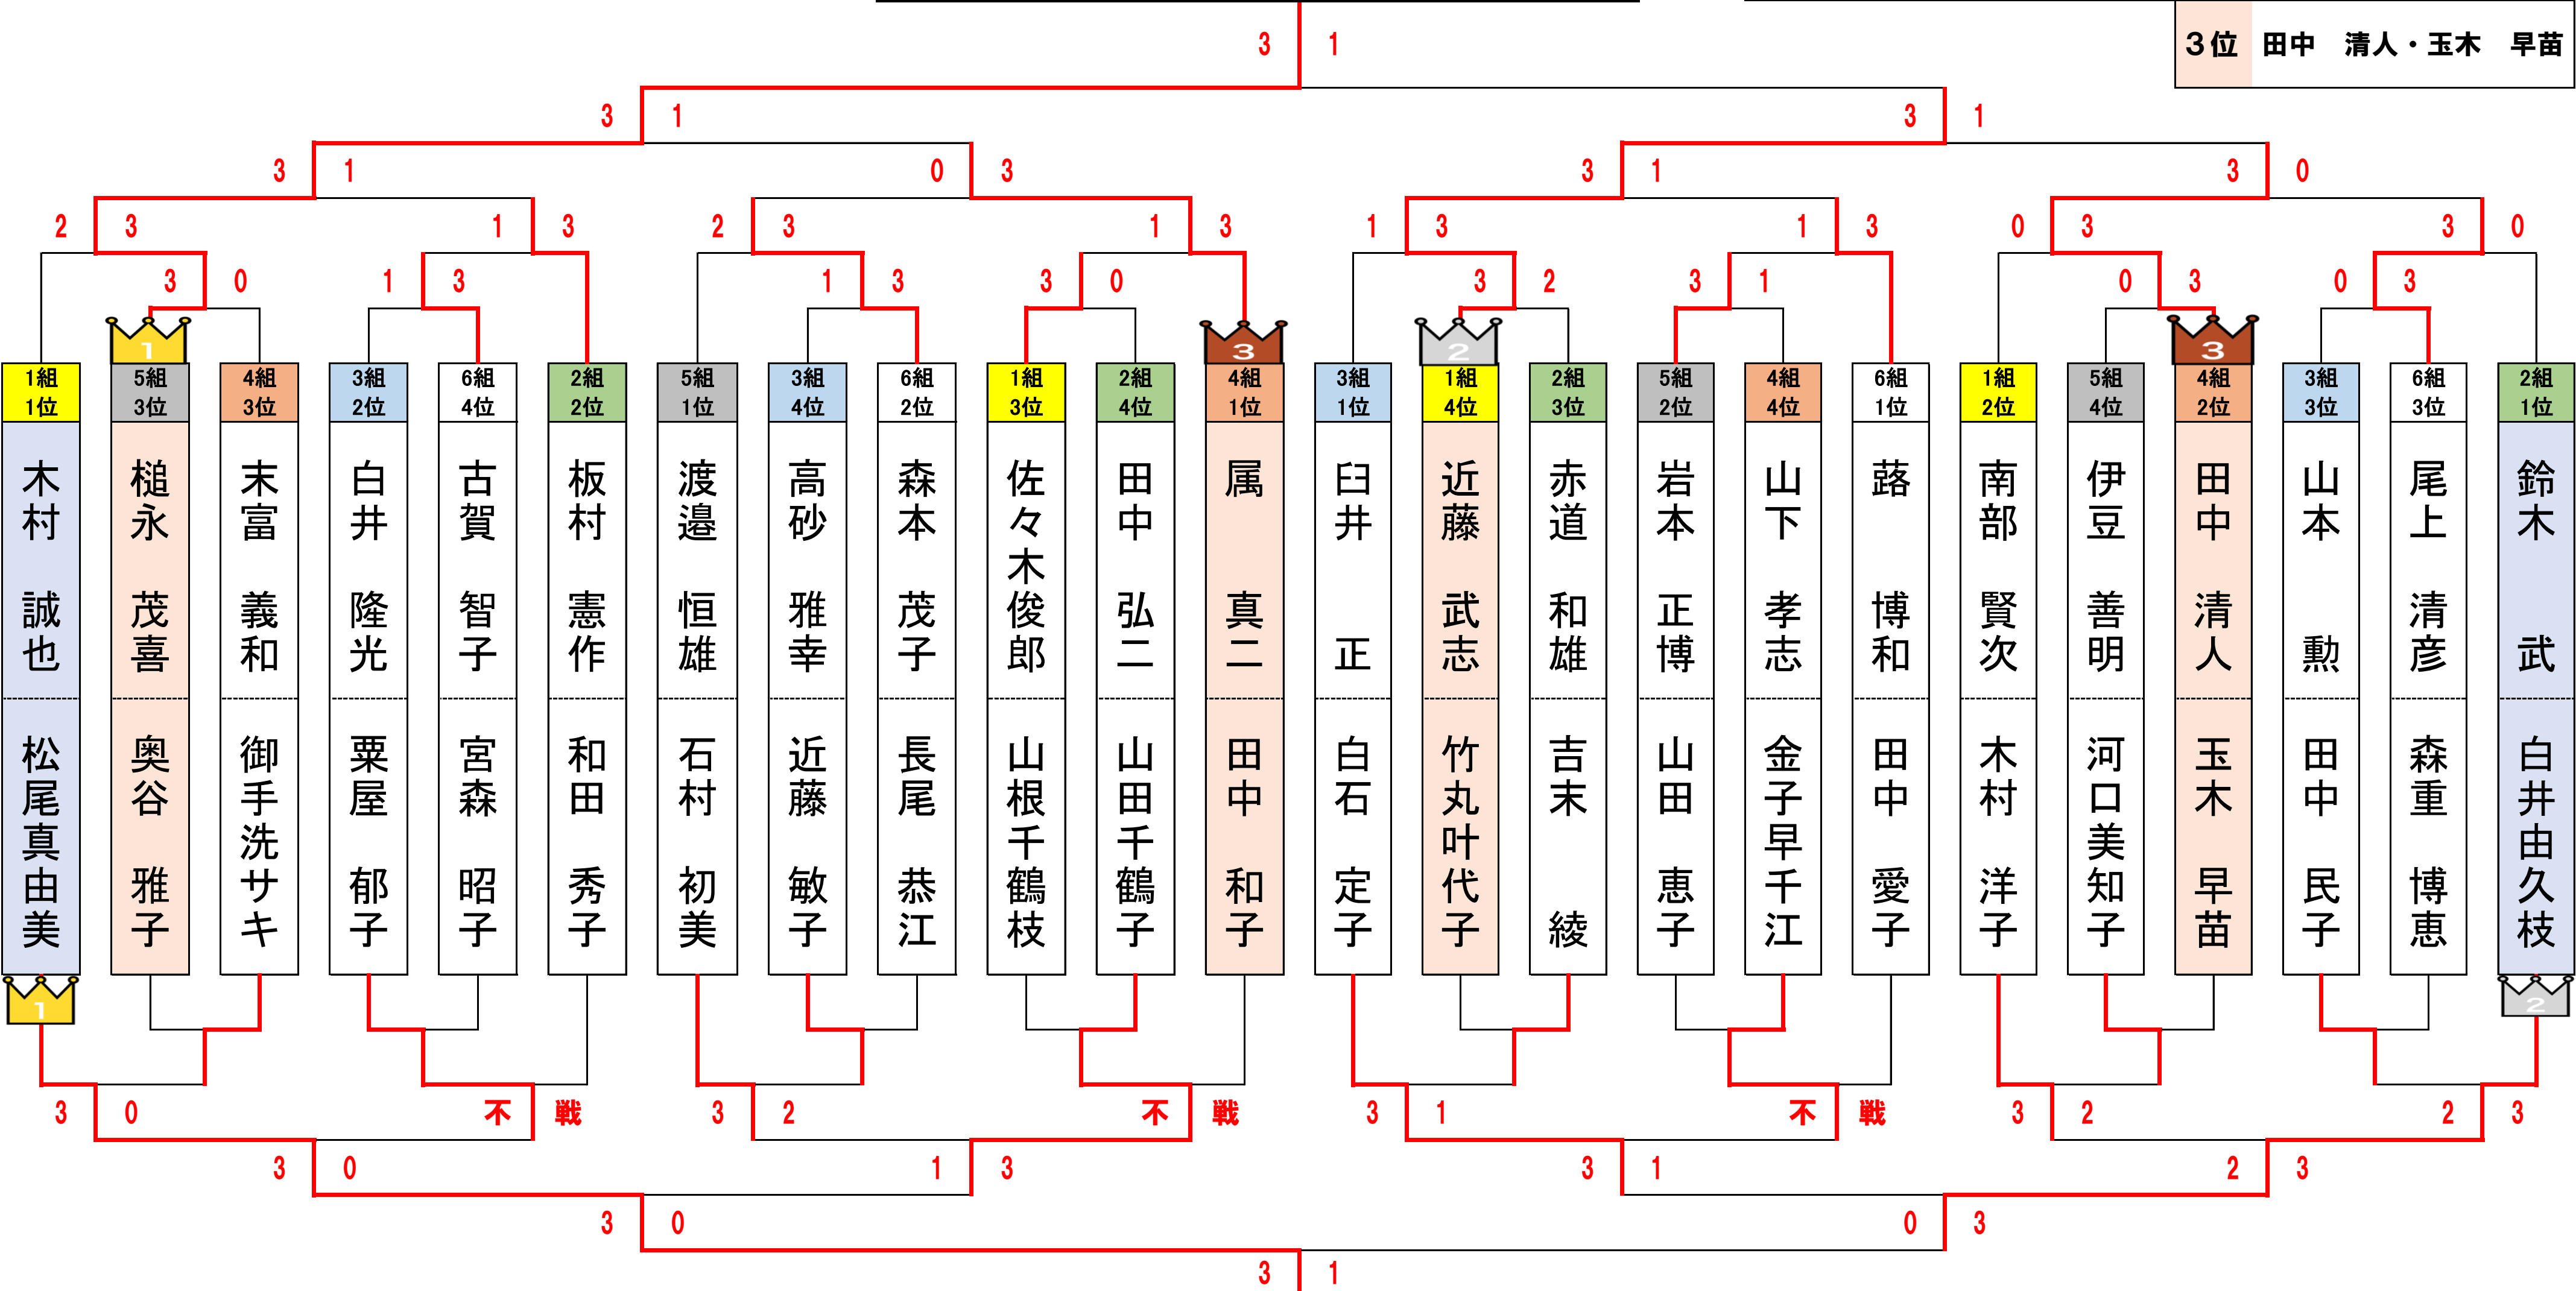 3 1
3位 田中 清人・玉木 早苗
3 1 3 1
3 1 0 3 3 1 3 0
2 3 1 3 2 3 1 3 1 3 1 3 0 3 3 0
3 0 1 3 1 3 3 0 3 2 3 1 0 3 0 3
1 3 2 3
1組 5組 4組 3組 6組 2組 5組 3組 6組 1組 2組 4組 3組 1組 2組 5組 4組 6組 1組 5組 4組 3組 6組 2組
1位 3位 3位 2位 4位 2位 1位 4位 2位 3位 4位 1位 1位 4位 3位 2位 4位 1位 2位 4位 2位 3位 3位 1位
木村 誠也 松尾真由美
槌永 茂喜 奥谷 雅子
末富 義和 御手洗サキ
白井 隆光 粟屋 郁子
古賀 智子 宮森 昭子
板村 憲作 和田 秀子
渡邉 恒雄 石村 初美
高砂 雅幸 近藤 敏子
森本 茂子 長尾 恭江
佐々木俊郎 山根千鶴枝
田中 弘二 山田千鶴子
属 真二 田中 和子
臼井 正 白石 定子
近藤 武志 竹丸叶代子
赤道 和雄 吉末 綾
岩本 正博 山田 恵子
山下 孝志 金子早千江
蕗 博和 田中 愛子
南部 賢次 木村 洋子
伊豆 善明 河口美知子
田中 清人 玉木 早苗
山本 勲 田中 民子
尾上 清彦 森重 博恵
鈴木 武 白井由久枝
1 2
3 0 不 戦 3 2 不 戦 3 1 不 戦 3 2 2 3
3 0 1 3 3 1 2 3
3 0 0 3
3 1